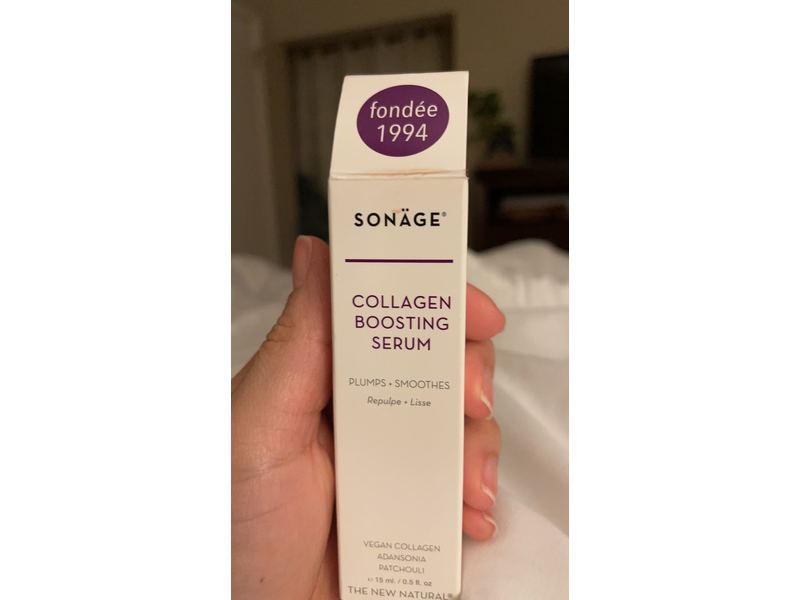 fondée
1994
SONÄGE®
COLLAGEN
BOOSTING
SERUM
PLUMPS + SMOOTHES
Repulpe + Lisse
VEGAN COLLAGEN
ADANSONIA
PATCHOULI
℮ 15 ml. / 0.5 fl. oz
THE NEW NATURAL®